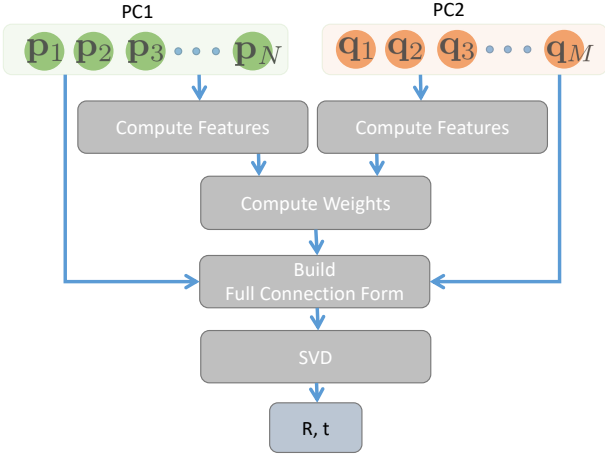 PC1 PC2
p1 p2 p3 ... pN q1 q2 q3 ... qM
Compute Features Compute Features
Compute Weights
Build
Full Connection Form
SVD
R, t